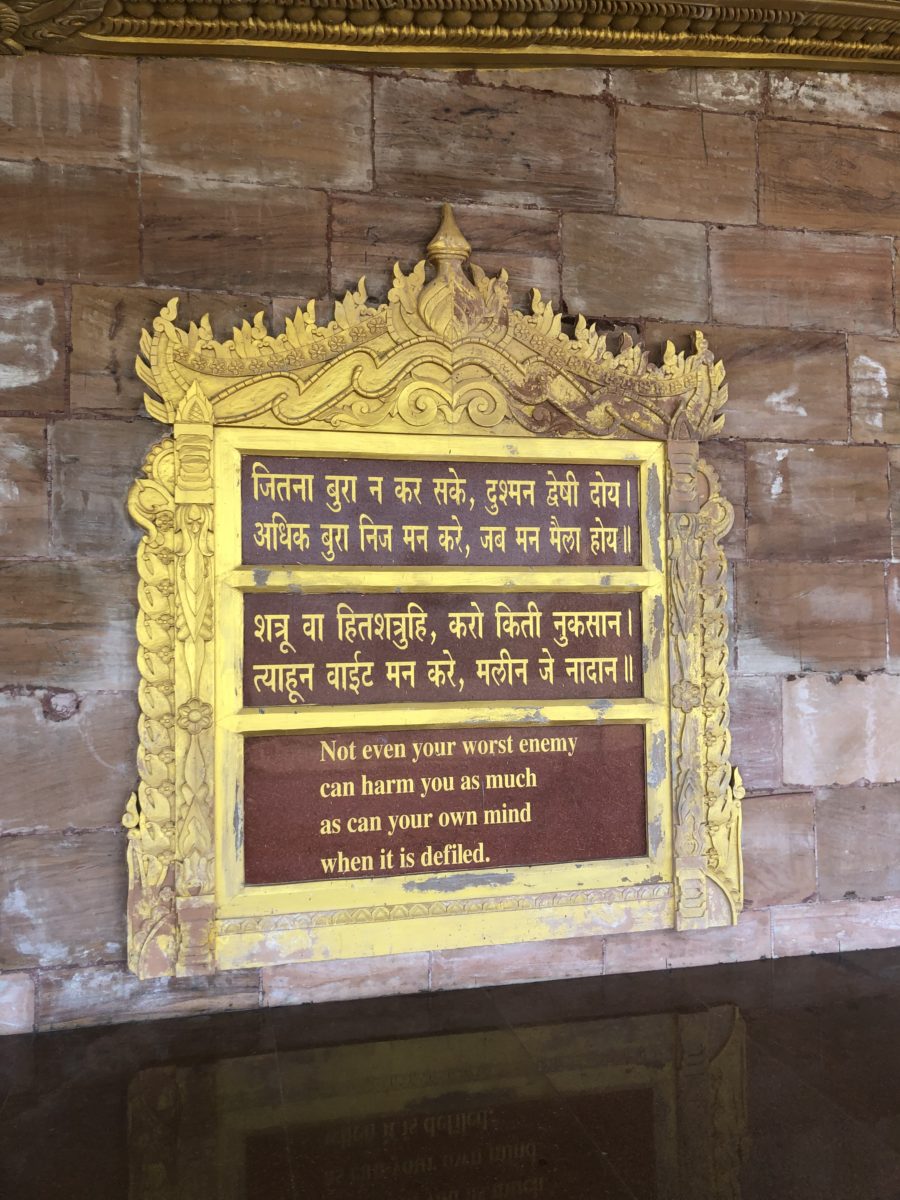 जितना बुरा न कर सके, दुश्मन द्वेषी दोय।
अधिक बुरा निज मन करे, जब मन मैला होय॥
शत्रू वा हितशत्रुहि, करो किती नुकसान।
त्याहून वाईट मन करे, मलीन जे नादान॥
Not even your worst enemy
can harm you as much
as can your own mind
when it is defiled.